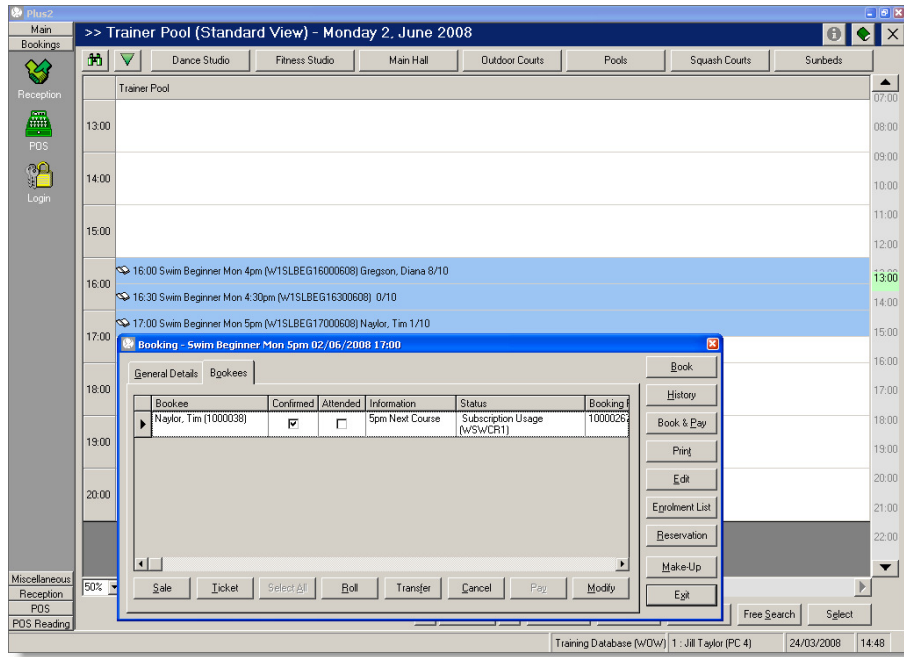 Plus2
Main
Bookings
Reception
POS
Login
Miscellaneous
Reception
POS
POS Reading
>> Trainer Pool (Standard View) - Monday 2, June 2008
Dance Studio Fitness Studio Main Hall Outdoor Courts Pools Squash Courts Sunbeds
Trainer Pool
13:00
14:00
15:00
16:00
17:00
18:00
19:00
20:00
16:00 Swim Beginner Mon 4pm (W1SLBEG16000608) Gregson, Diana 8/10
16:30 Swim Beginner Mon 4:30pm (W1SLBEG16300608) 0/10
17:00 Swim Beginner Mon 5pm (W1SLBEG17000608) Naylor, Tim 1/10
07:00
08:00
09:00
10:00
11:00
12:00
13:00
14:00
15:00
16:00
17:00
18:00
19:00
20:00
21:00
22:00
Booking - Swim Beginner Mon 5pm 02/06/2008 17:00
General Details Bookees
Bookee Confirmed Attended Information Status Booking
Naylor, Tim (1000038) 5pm Next Course Subscription Usage 1000026
(WSWCR1)
Book
History
Book & Pay
Print
Edit
Enrolment List
Reservation
Make-Up
Exit
Sale Ticket Select All Roll Transfer Cancel Pay Modify
50%
Free Search Select
Training Database (WOW) 1 : Jill Taylor (PC 4) 24/03/2008 14:48